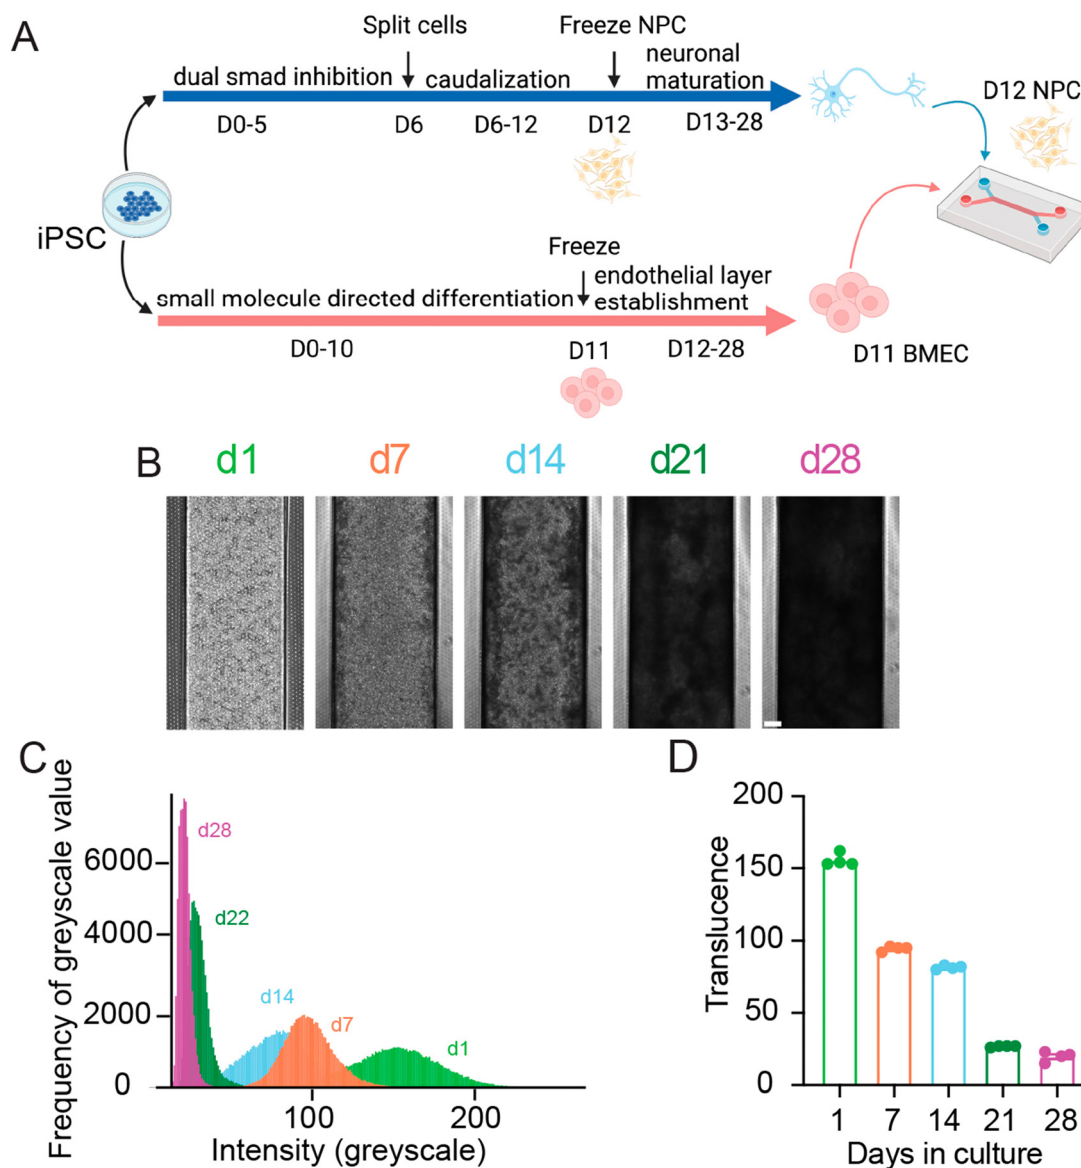 A
Split cells
Freeze NPC
dual smad inhibition
caudalization
neuronal
maturation
D0-5
D6
D6-12
D12
D13-28
D12 NPC
iPSC
Freeze
small molecule directed differentiation
endothelial layer
establishment
D0-10
D11
D12-28
D11 BMEC
B
d1
d7
d14
d21
d28
C
Frequency of greyscale value
6000
4000
2000
0
d28
d22
d14
d7
d1
100
200
Intensity (greyscale)
D
Translucence
200
150
100
50
0
1
7
14
21
28
Days in culture